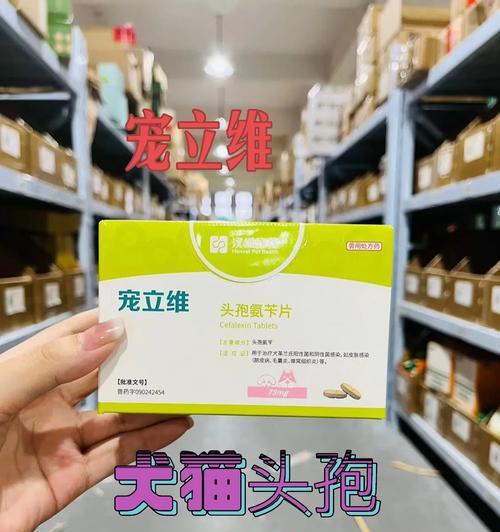 宠立维
Henvet Pet Health
兽用处方药
宠立维
头孢氨苄片
Cefalexin Tablets
【主要成分】头孢氨苄
【适 应 证】用于治疗犬革兰氏阳性菌和阴性菌感染,如皮肤感染
(脓皮病、毛囊炎、蜂窝组织炎)等。
75mg
【批准文号】
兽药字090242454
犬猫头孢